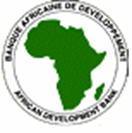 BANQUE AFRICAINE DE DEVELOPPEMENT
AFRICAN DEVELOPMENT BANK